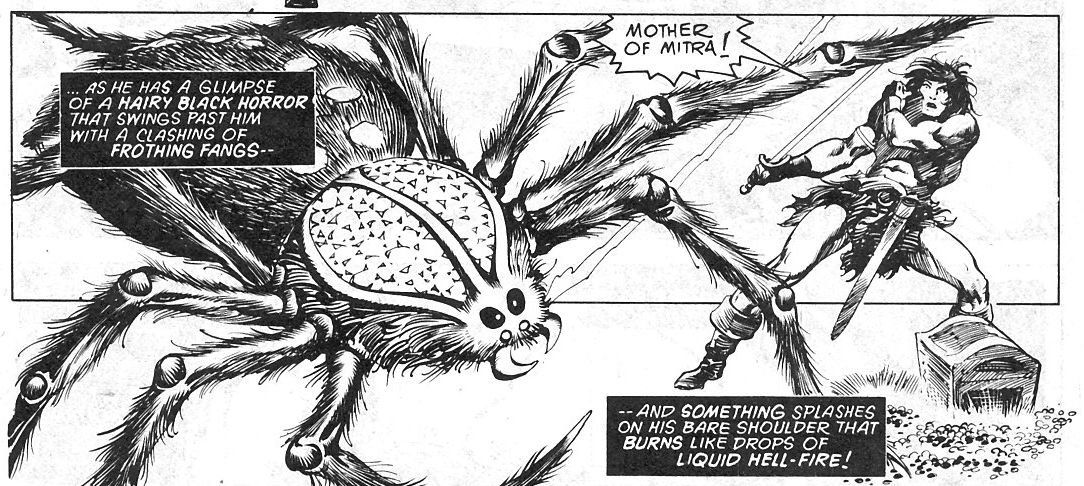 ... AS HE HAS A GLIMPSE
OF A HAIRY BLACK HORROR
THAT SWINGS PAST HIM
WITH A CLASHING OF
FROTHING FANGS--
MOTHER
OF MITRA!
--AND SOMETHING SPLASHES
ON HIS BARE SHOULDER THAT
BURNS LIKE DROPS OF
LIQUID HELL-FIRE!